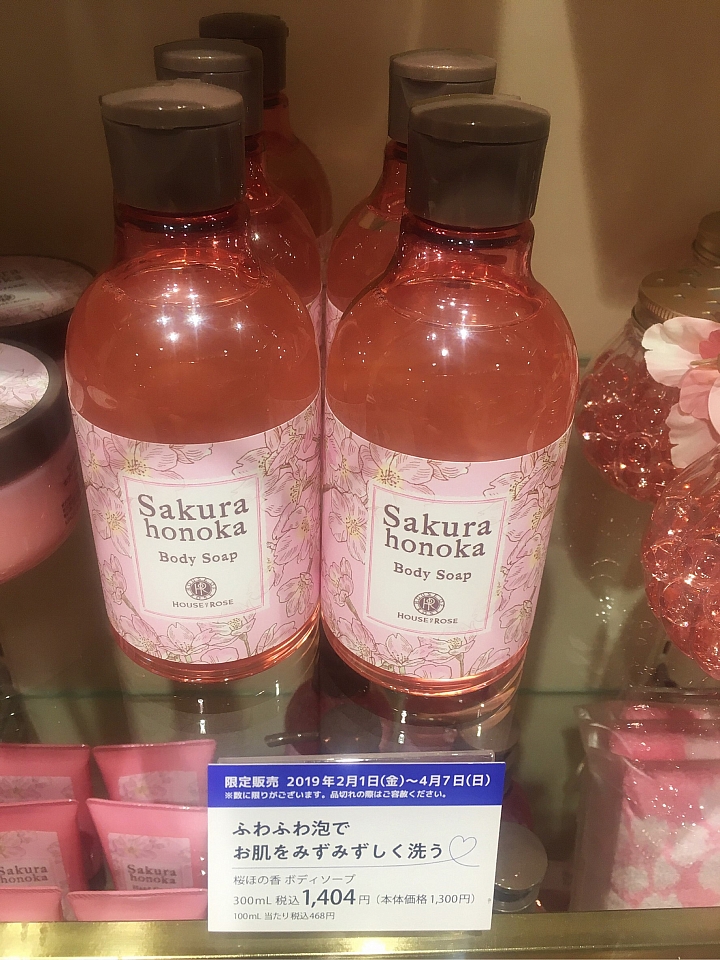 Sakura
honoka
Body Soap
HR
HOUSE OF ROSE
Sakura
honoka
Body Soap
HR
HOUSE OF ROSE
Sakura
honoka
Sakura
honoka
限定販売 2019年2月1日(金)~4月7日(日)
※数に限りがございます。品切れの際はご容赦ください。
ふわふわ泡で
お肌をみずみずしく洗う
桜ほの香 ボディソープ
300mL 税込1,404円(本体価格1,300円)
100mL 当たり税込468円